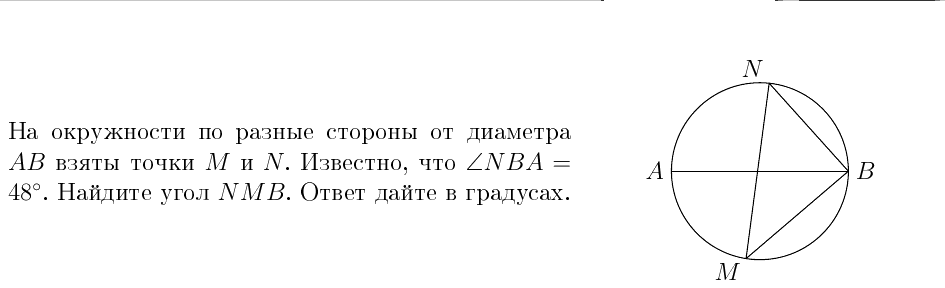 На окружности по разные стороны от диаметра
AB взяты точки M и N. Известно, что ∠NBA =
48°. Найдите угол NMB. Ответ дайте в градусах.
N
A
B
M